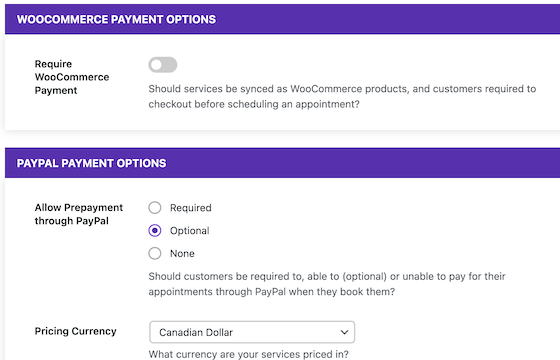 WOOCOMMERCE PAYMENT OPTIONS
Require
WooCommerce
Payment
Should services be synced as WooCommerce products, and customers required to
checkout before scheduling an appointment?
PAYPAL PAYMENT OPTIONS
Allow Prepayment
through PayPal
Required
Optional
None
Should customers be required to, able to (optional) or unable to pay for their
appointments through PayPal when they book them?
Pricing Currency
Canadian Dollar
What currency are your services priced in?